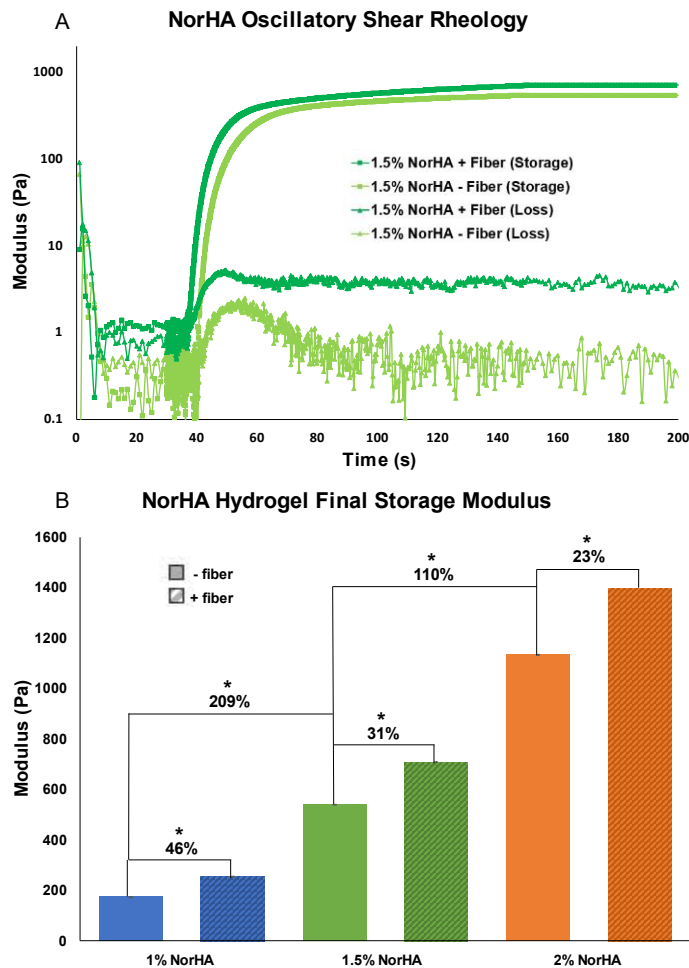 A
NorHA Oscillatory Shear Rheology
1000
100
10
1
0.1
Modulus (Pa)
1.5% NorHA + Fiber (Storage)
1.5% NorHA - Fiber (Storage)
1.5% NorHA + Fiber (Loss)
1.5% NorHA - Fiber (Loss)
0 20 40 60 80 100 120 140 160 180 200
Time (s)
B
NorHA Hydrogel Final Storage Modulus
1600
1400
1200
1000
800
600
400
200
0
Modulus (Pa)
- fiber
+ fiber
*
23%
*
110%
*
209%
*
31%
*
46%
1% NorHA 1.5% NorHA 2% NorHA